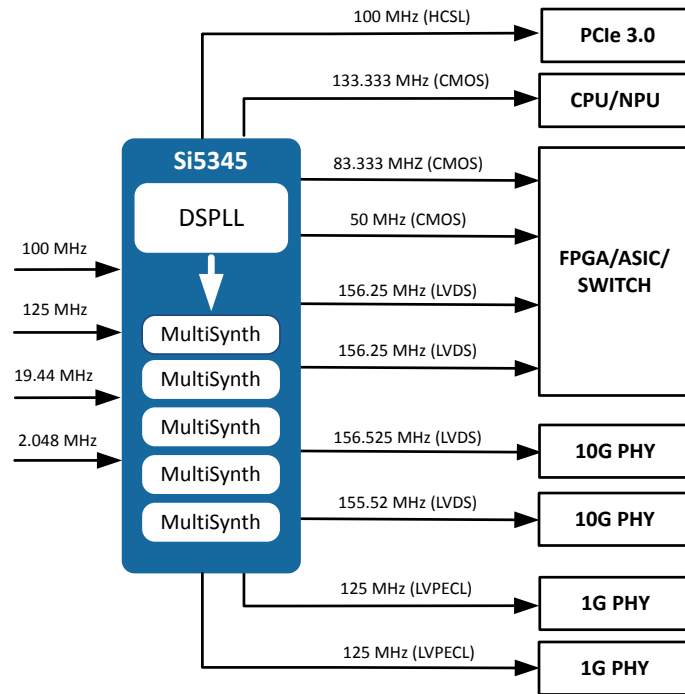 100 MHz (HCSL)
PCIe 3.0
133.333 MHz (CMOS)
CPU/NPU
Si5345
DSPLL
MultiSynth
MultiSynth
MultiSynth
MultiSynth
MultiSynth
100 MHz
125 MHz
19.44 MHz
2.048 MHz
83.333 MHZ (CMOS)
50 MHz (CMOS)
156.25 MHz (LVDS)
156.25 MHz (LVDS)
FPGA/ASIC/
SWITCH
156.525 MHz (LVDS)
10G PHY
155.52 MHz (LVDS)
10G PHY
125 MHz (LVPECL)
1G PHY
125 MHz (LVPECL)
1G PHY